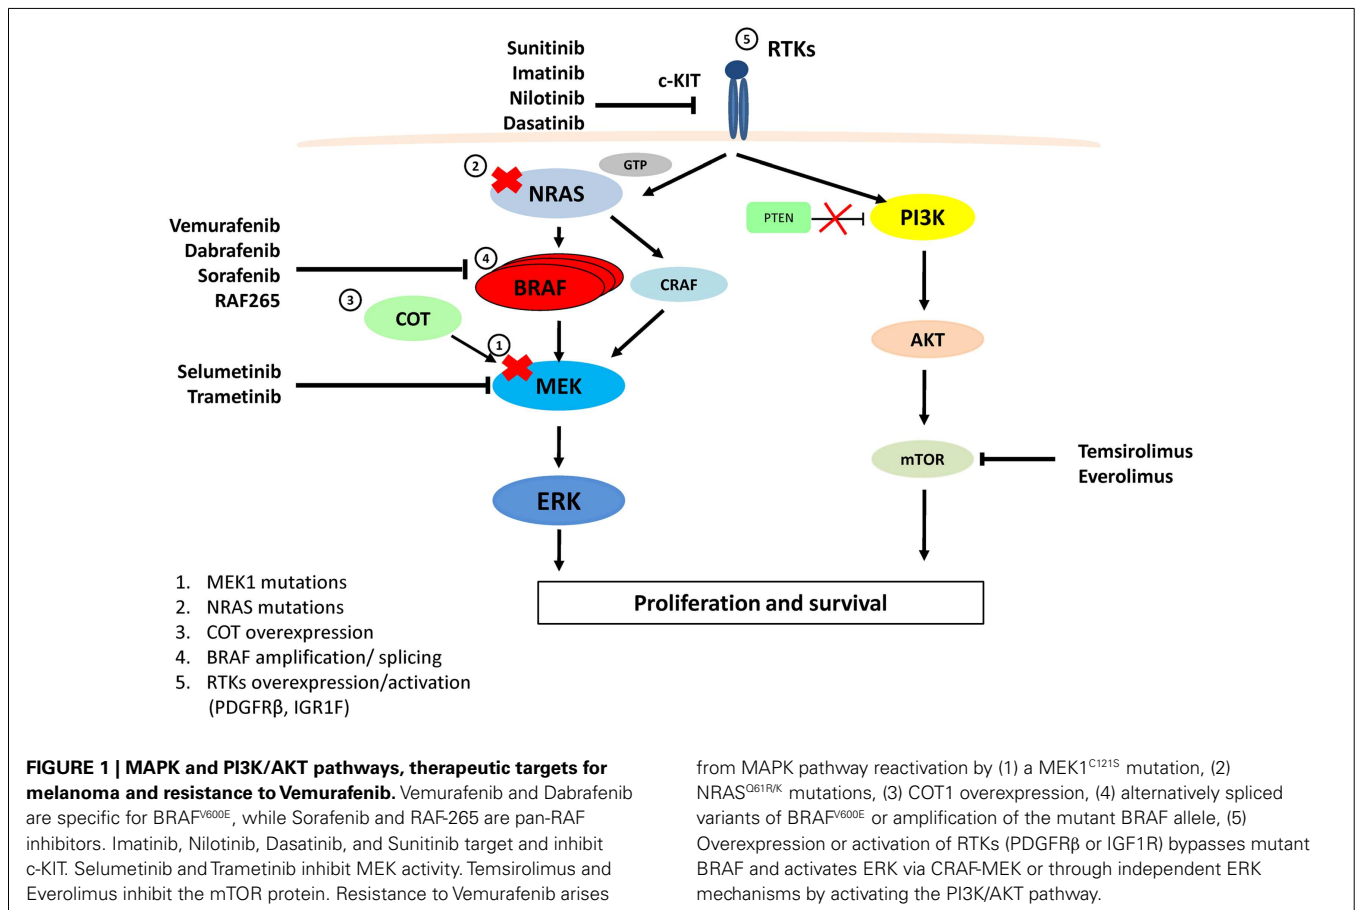 5 RTKs
Sunitinib
Imatinib
Nilotinib
Dasatinib
c-KIT
2
GTP
NRAS
PTEN
PI3K
Vemurafenib
Dabrafenib
Sorafenib
RAF265
4
BRAF
CRAF
3
COT
1
MEK
AKT
Selumetinib
Trametinib
mTOR
Temsirolimus
Everolimus
ERK
Proliferation and survival
1. MEK1 mutations
2. NRAS mutations
3. COT overexpression
4. BRAF amplification/ splicing
5. RTKs overexpression/activation
(PDGFRβ, IGR1F)
FIGURE 1 | MAPK and PI3K/AKT pathways, therapeutic targets for
melanoma and resistance to Vemurafenib. Vemurafenib and Dabrafenib
are specific for BRAFV600E, while Sorafenib and RAF-265 are pan-RAF
inhibitors. Imatinib, Nilotinib, Dasatinib, and Sunitinib target and inhibit
c-KIT. Selumetinib and Trametinib inhibit MEK activity. Temsirolimus and
Everolimus inhibit the mTOR protein. Resistance to Vemurafenib arises
from MAPK pathway reactivation by (1) a MEK1C121S mutation, (2)
NRASQ61R/K mutations, (3) COT1 overexpression, (4) alternatively spliced
variants of BRAFV600E or amplification of the mutant BRAF allele, (5)
Overexpression or activation of RTKs (PDGFRβ or IGF1R) bypasses mutant
BRAF and activates ERK via CRAF-MEK or through independent ERK
mechanisms by activating the PI3K/AKT pathway.